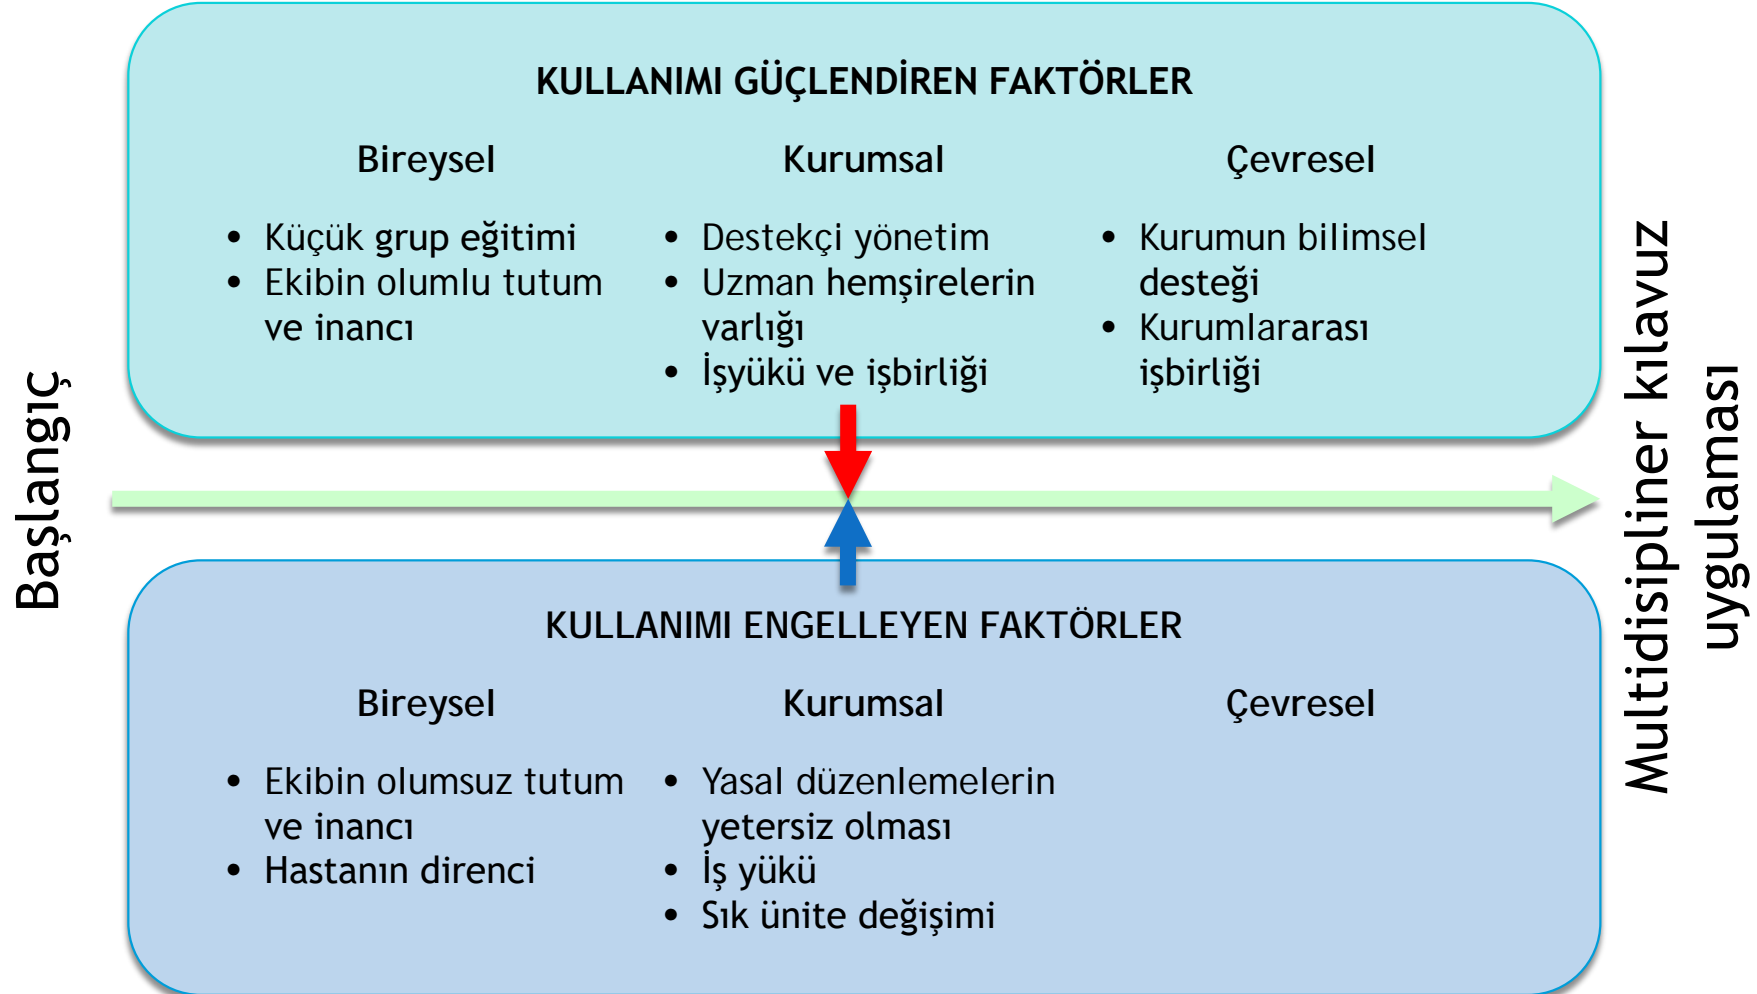 Başlangıç
KULLANIMI GÜÇLENDİREN FAKTÖRLER
Bireysel
• Küçük grup eğitimi
• Ekibin olumlu tutum
ve inancı
Kurumsal
• Destekçi yönetim
• Uzman hemşirelerin
varlığı
• İşyükü ve işbirliği
Çevresel
• Kurumun bilimsel
desteği
• Kurumlararası
işbirliği
KULLANIMI ENGELLEYEN FAKTÖRLER
Bireysel
• Ekibin olumsuz tutum
ve inancı
• Hastanın direnci
Kurumsal
• Yasal düzenlemelerin
yetersiz olması
• İş yükü
• Sık ünite değişimi
Çevresel
Multidisipliner kılavuz
uygulaması